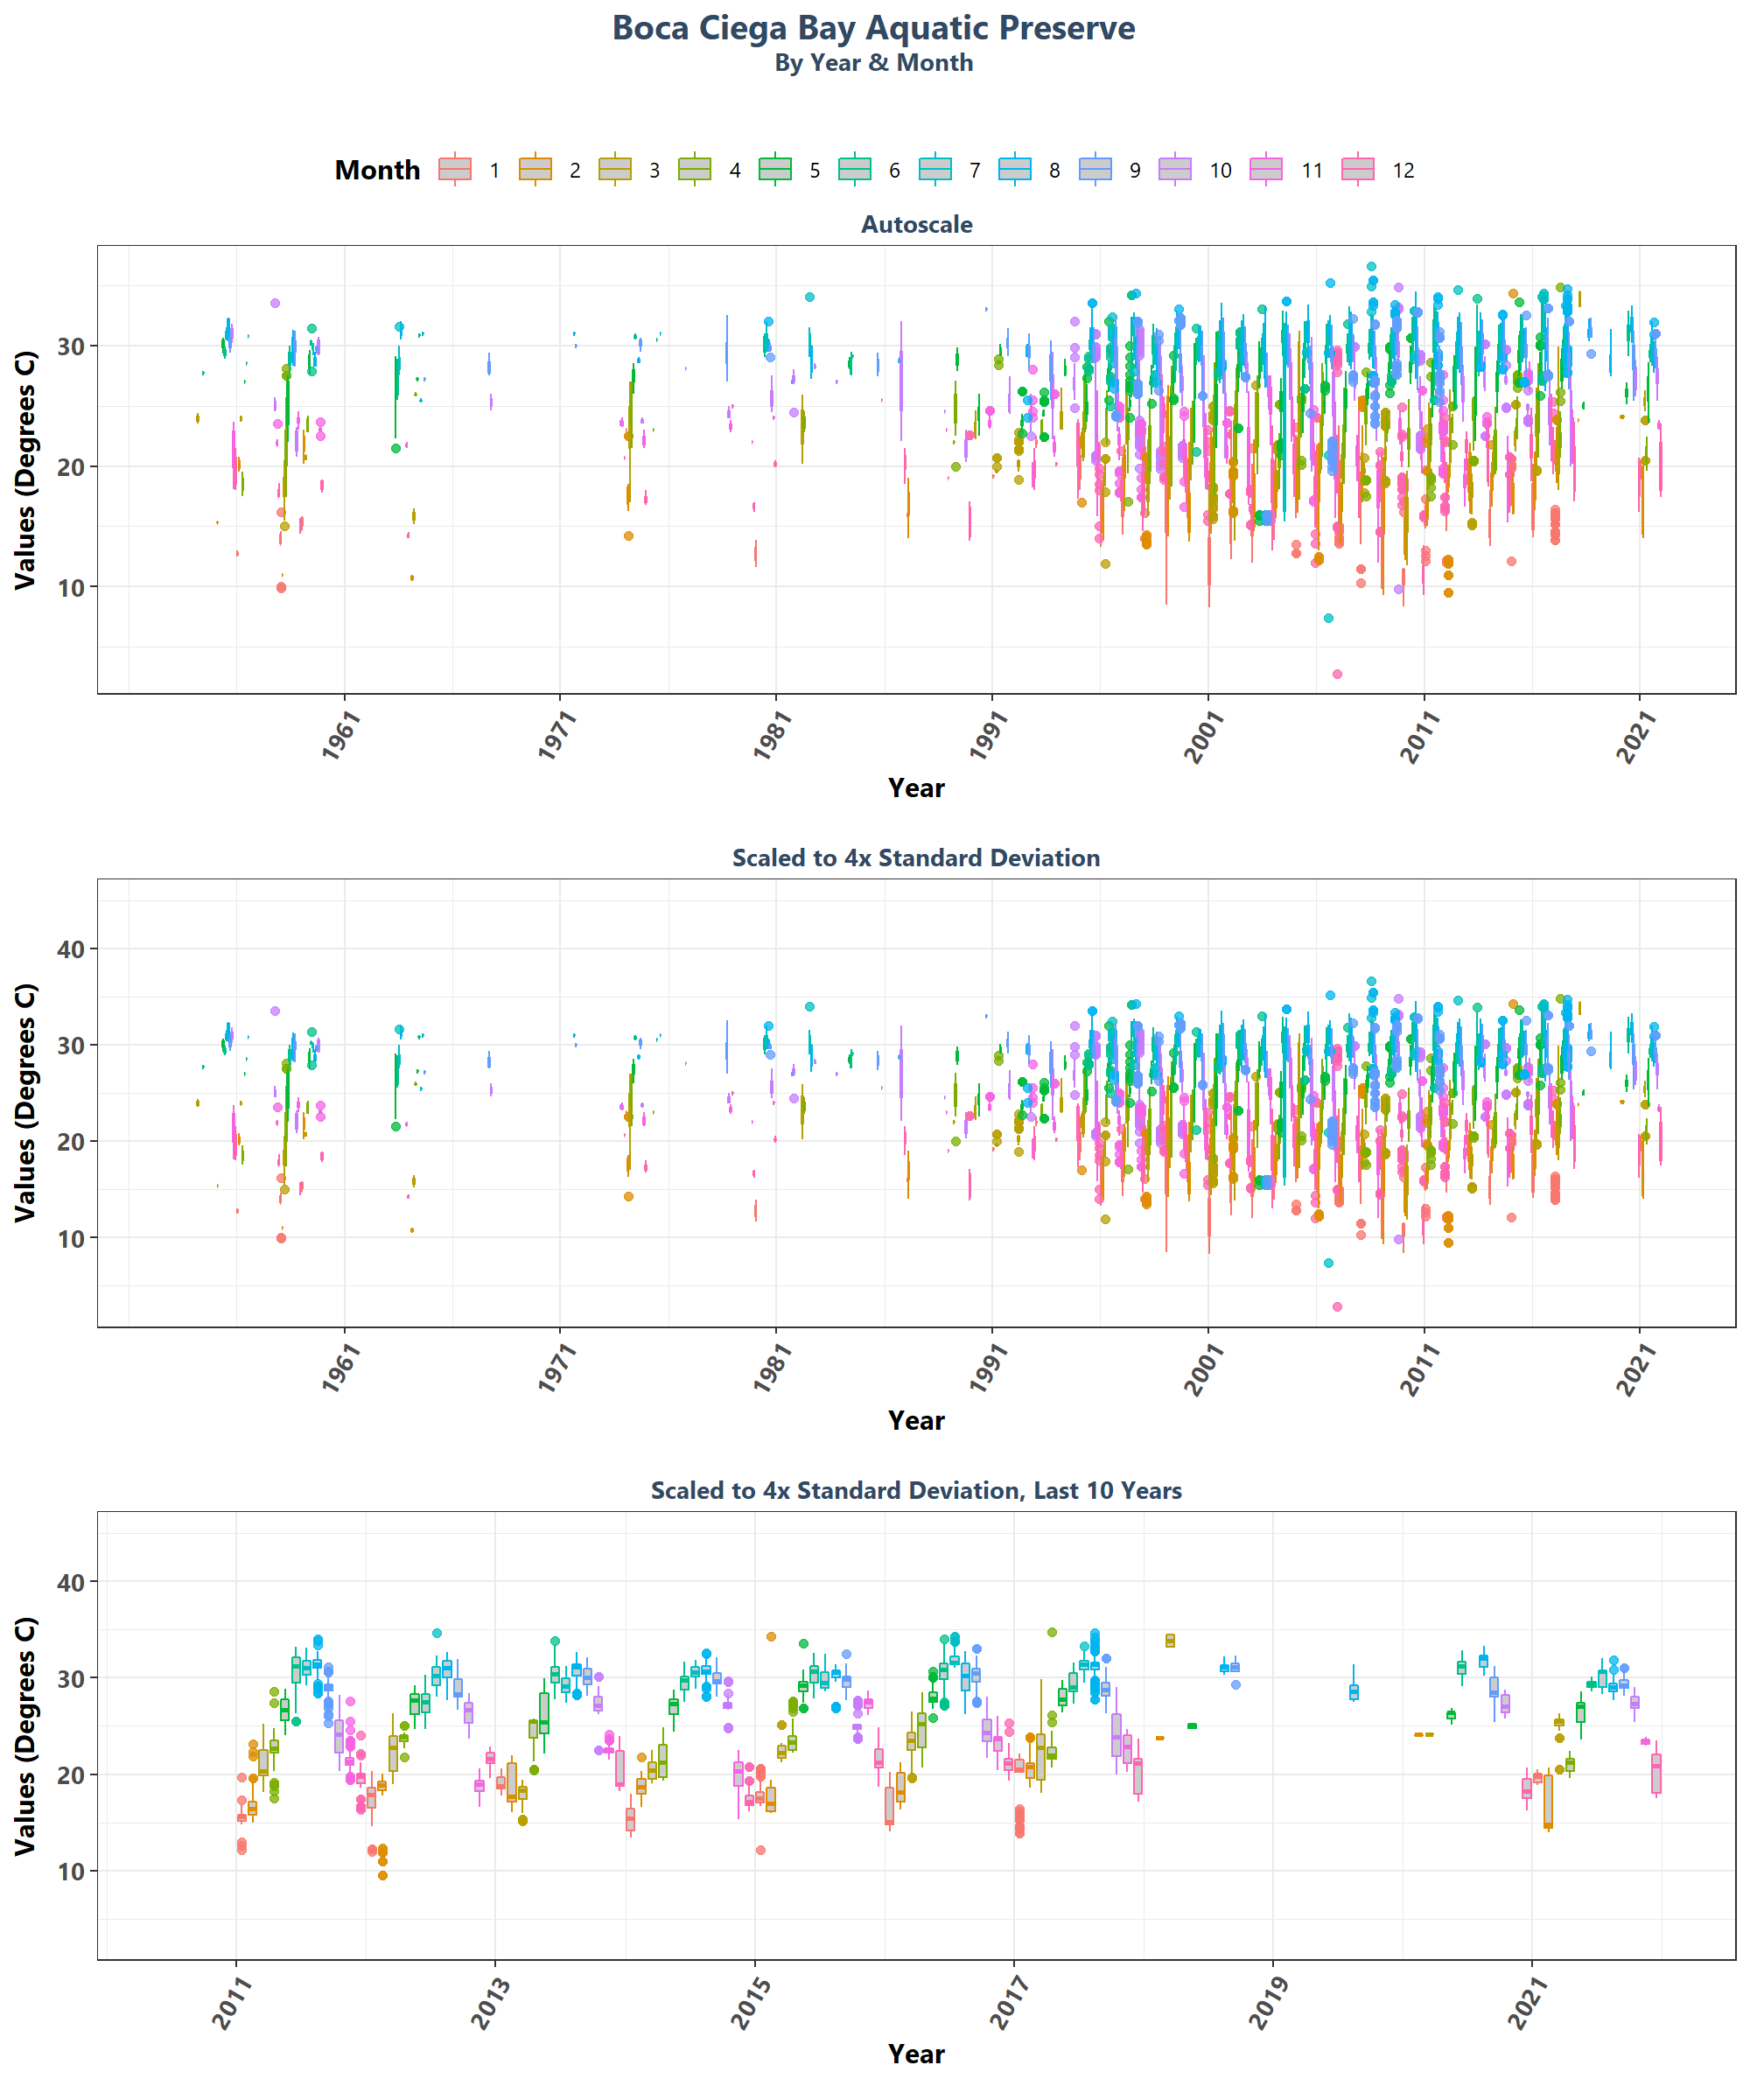 Boca Ciega Bay Aquatic Preserve
By Year & Month
Month 1 2 3 4 5 6 7 8 9 10 11 12
Autoscale
Values (Degrees C)
30
20
10
1961 1971 1981 1991 2001 2011 2021
Year
Scaled to 4x Standard Deviation
Values (Degrees C)
40
30
20
10
1961 1971 1981 1991 2001 2011 2021
Year
Scaled to 4x Standard Deviation, Last 10 Years
Values (Degrees C)
40
30
20
10
2011 2013 2015 2017 2019 2021
Year